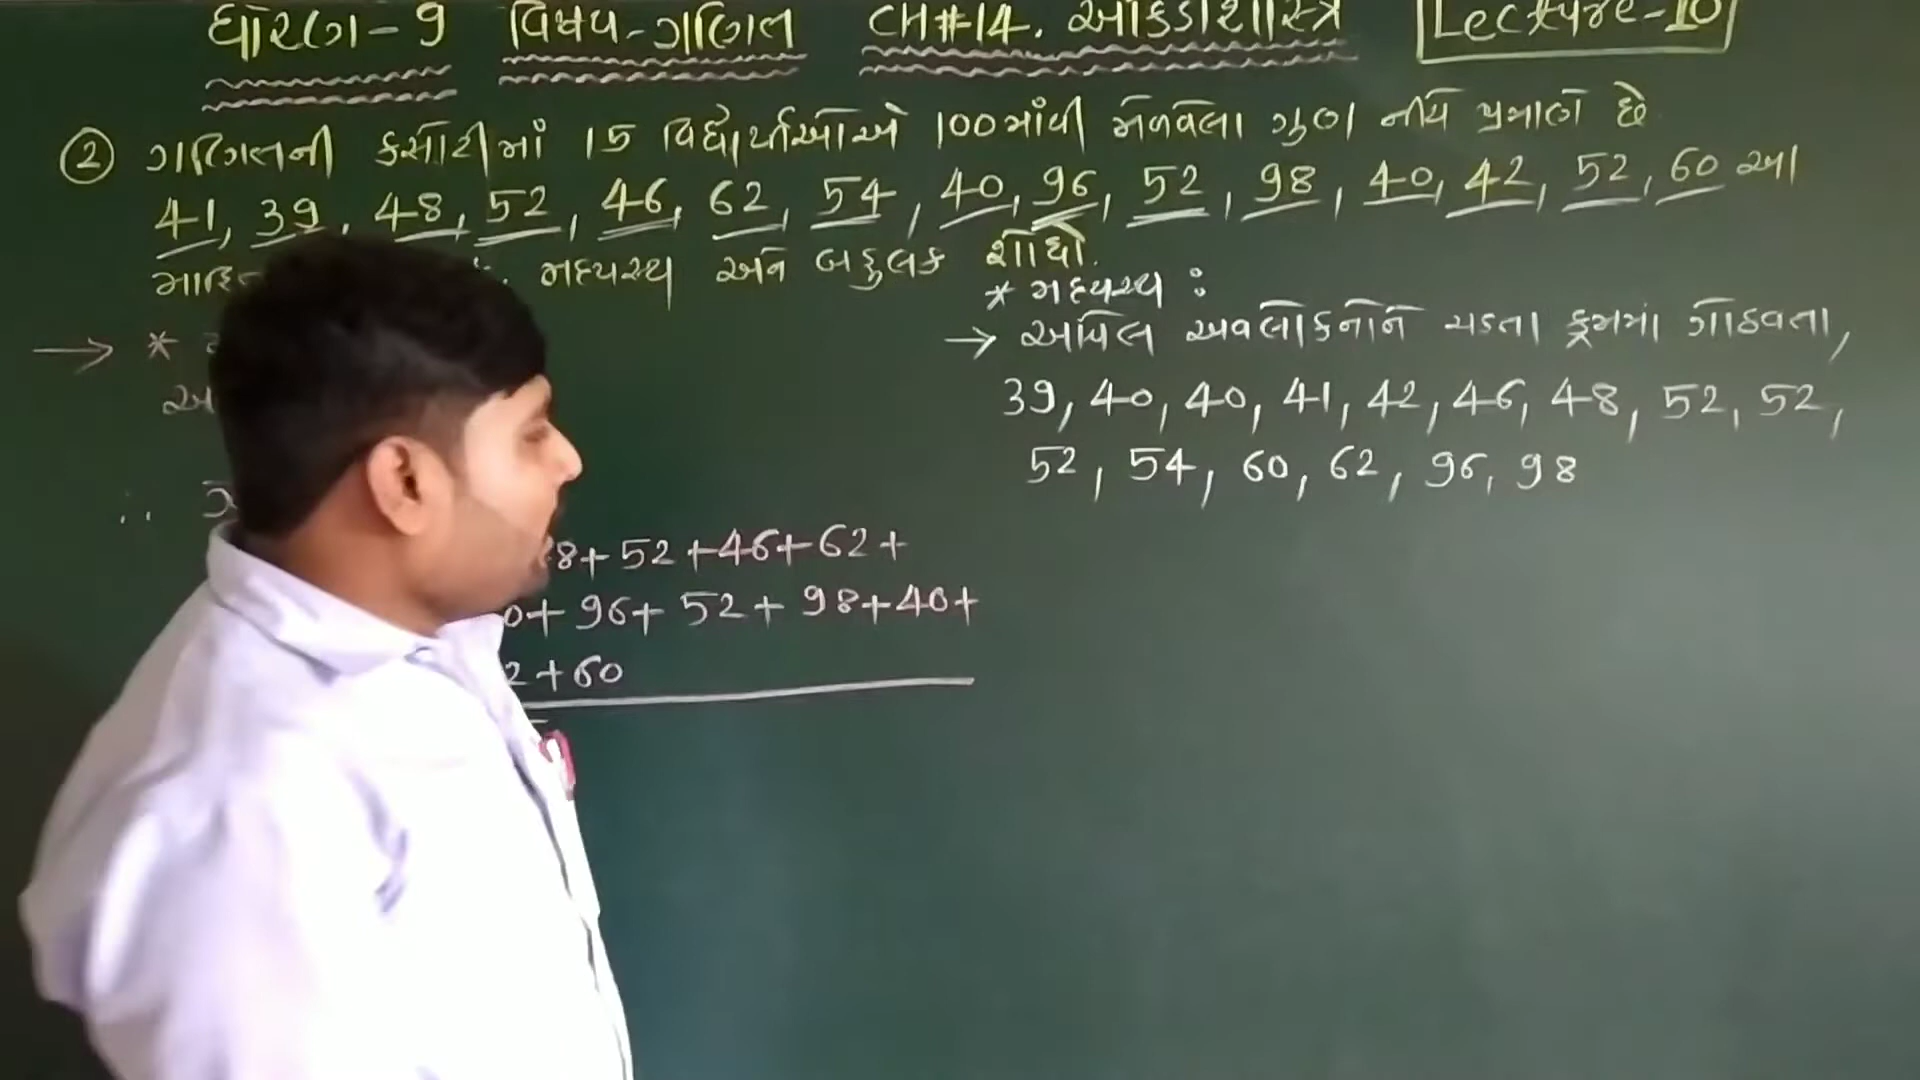 ધોરણ-9 વિષય-ગણિત CH#14. આંકડાશાસ્ત્ર Lecture-10
② ગણિતની કસોટીમાં 15 વિદ્યાર્થીઓએ 100માંથી મેળવેલા ગુણ નીચે પ્રમાણે છે
41, 39, 48, 52, 46, 62, 54, 40, 96, 52, 98, 40, 42, 52, 60 આ
મધ્યસ્થ અને બહુલક શોધો.
→ *
* મધ્યસ્થ :
→ આપેલ અવલોકનોને ચડતા ક્રમમાં ગોઠવતા,
39, 40, 40, 41, 42, 46, 48, 52, 52,
52, 54, 60, 62, 96, 98
∴
8+ 52 +46+ 62 +
0+ 96+ 52 + 98+40+
2+60